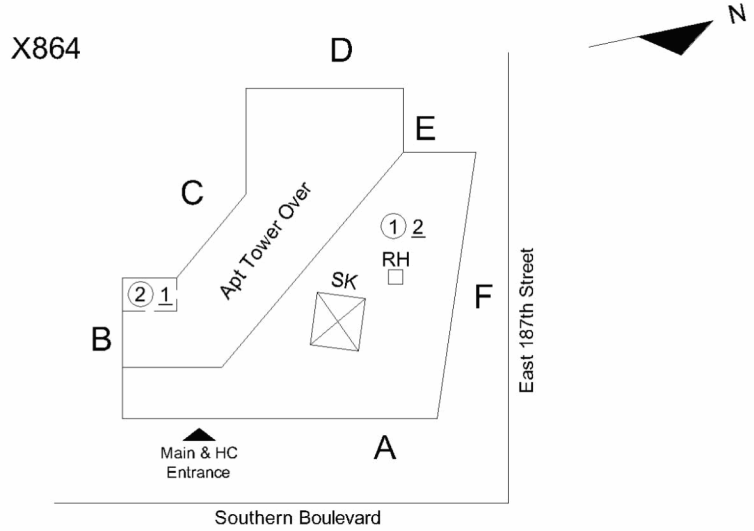 N
X864
D
E
C
Apt Tower Over
1 2
RH
SK
2 1
F
B
East 187th Street
A
Main & HC
Entrance
Southern Boulevard